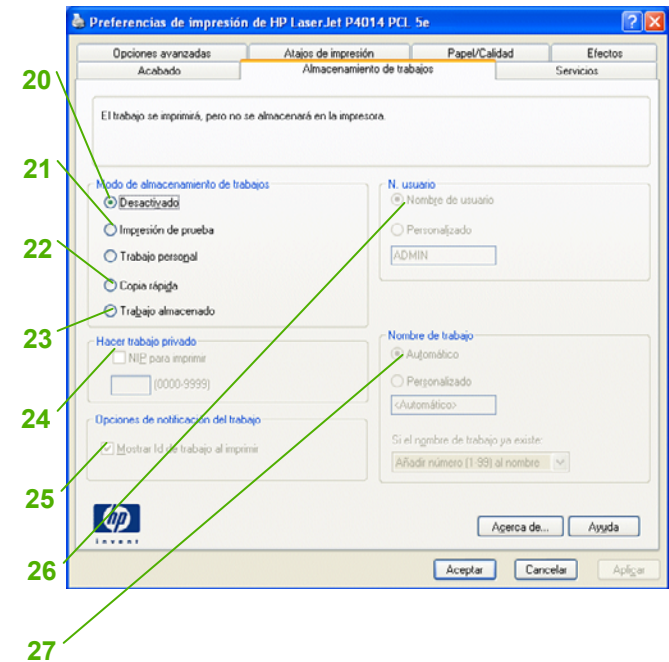 Preferencias de impresión de HP LaserJet P4014 PCL 5e
Opciones avanzadas
Atajos de impresión
Papel/Calidad
Efectos
Acabado
Almacenamiento de trabajos
Servicios
20
El trabajo se imprimirá, pero no se almacenará en la impresora.
21
Modo de almacenamiento de trabajos
Desactivado
Impresión de prueba
22
Trabajo personal
Copia rápida
23
Trabajo almacenado
N. usuario
Nombre de usuario
Personalizado
ADMIN
Hacer trabajo privado
NIP para imprimir
24
(0000-9999)
Nombre de trabajo
Automático
Personalizado
<Automático>
Si el nombre de trabajo ya existe:
Añadir número (1-99) al nombre
Opciones de notificación del trabajo
Mostrar Id de trabajo al imprimir
25
hp
invent
Acerca de...
Ayuda
26
Aceptar
Cancelar
Aplicar
27